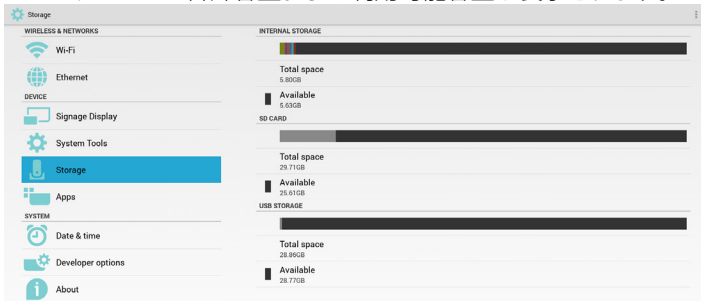 Storage
WIRELESS & NETWORKS
Wi-Fi
Ethernet
DEVICE
Signage Display
System Tools
Storage
Apps
SYSTEM
Date & time
Developer options
About
INTERNAL STORAGE
Total space
5.80GB
Available
5.63GB
SD CARD
Total space
29.71GB
Available
25.61GB
USB STORAGE
Total space
28.86GB
Available
28.77GB